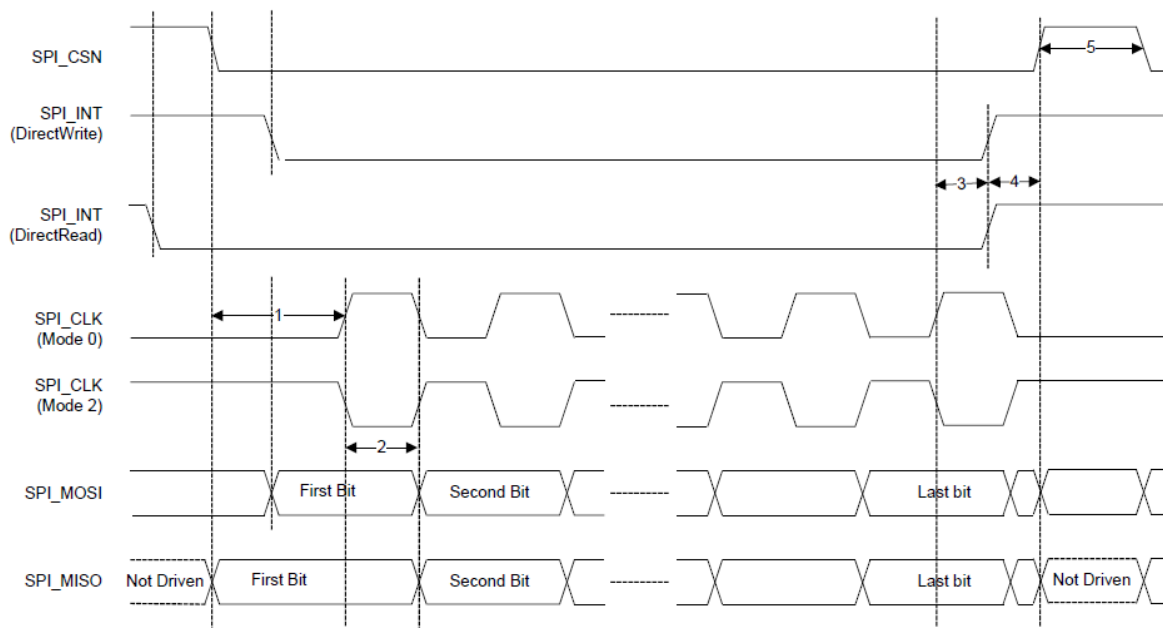 SPI_CSN
5
SPI_INT
(DirectWrite)
3
4
SPI_INT
(DirectRead)
1
SPI_CLK
(Mode 0)
SPI_CLK
(Mode 2)
2
SPI_MOSI
First Bit
Second Bit
Last bit
SPI_MISO
Not Driven
First Bit
Second Bit
Last bit
Not Driven